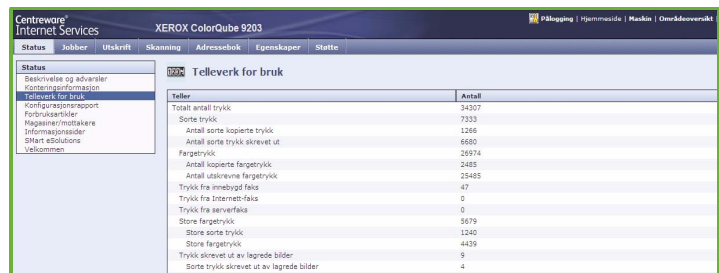 Centreware®
Internet Services
XEROX ColorQube 9203
Pålogging | Hjemmeside | Maskin | Områdeoversikt |
Status Jobber Utskrift Skanning Adressebok Egenskaper Støtte
Status
Beskrivelse og advarsler
Konteringsinformasjon
Telleverk for bruk
Konfigurasjonsrapport
Forbruksartikler
Magasiner/mottakere
Informasjonssider
SMart eSolutions
Velkommen
Telleverk for bruk
Teller Antall
Totalt antall trykk 34307
Sorte trykk 7333
Antall sorte kopierte trykk 1266
Antall sorte trykk skrevet ut 6680
Fargetrykk 26974
Antall kopierte fargetrykk 2485
Antall utskrevne fargetrykk 25485
Trykk fra innebygd faks 47
Trykk fra Internett-faks 0
Trykk fra serverfaks 0
Store fargetrykk 5679
Store sorte trykk 1240
Store fargetrykk 4439
Trykk skrevet ut av lagrede bilder 9
Sorte trykk skrevet ut av lagrede bilder 4